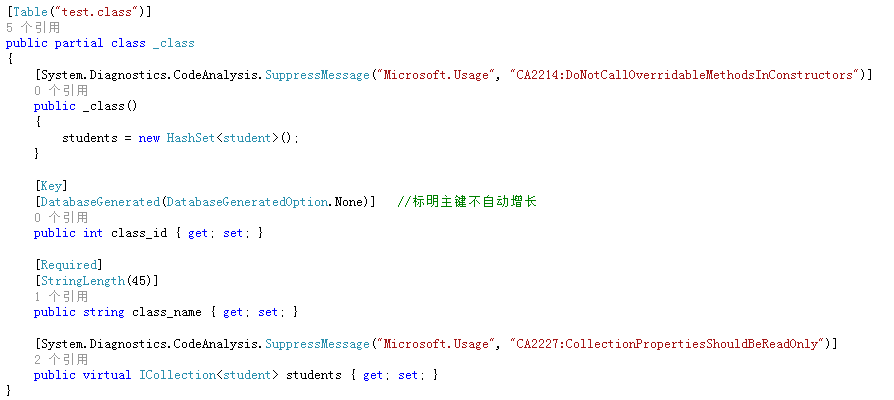 [Table("test.class")]
5 个引用
public partial class _class
{
    [System.Diagnostics.CodeAnalysis.SuppressMessage("Microsoft.Usage", "CA2214:DoNotCallOverridableMethodsInConstructors")]
    0 个引用
    public _class()
    {
        students = new HashSet<student>();
    }

    [Key]
    [DatabaseGenerated(DatabaseGeneratedOption.None)]   //标明主键不自动增长
    0 个引用
    public int class_id { get; set; }

    [Required]
    [StringLength(45)]
    1 个引用
    public string class_name { get; set; }

    [System.Diagnostics.CodeAnalysis.SuppressMessage("Microsoft.Usage", "CA2227:CollectionPropertiesShouldBeReadOnly")]
    2 个引用
    public virtual ICollection<student> students { get; set; }
}